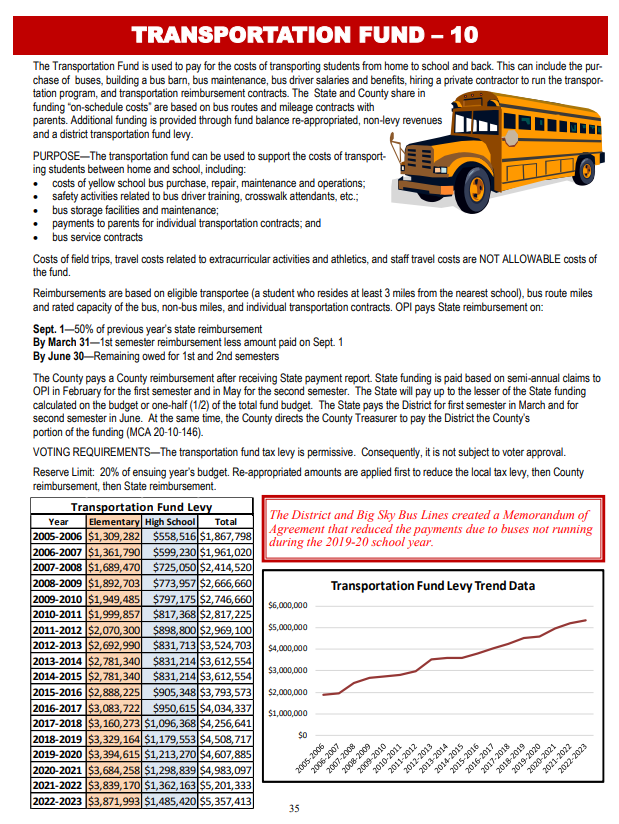 TRANSPORTATION FUND – 10
The Transportation Fund is used to pay for the costs of transporting students from home to school and back. This can include the pur-
chase of buses, building a bus barn, bus maintenance, bus driver salaries and benefits, hiring a private contractor to run the transpor-
tation program, and transportation reimbursement contracts. The State and County share in
funding “on-schedule costs” are based on bus routes and mileage contracts with
parents. Additional funding is provided through fund balance re-appropriated, non-levy revenues
and a district transportation fund levy.
PURPOSE—The transportation fund can be used to support the costs of transport-
ing students between home and school, including:
• costs of yellow school bus purchase, repair, maintenance and operations;
• safety activities related to bus driver training, crosswalk attendants, etc.;
• bus storage facilities and maintenance;
• payments to parents for individual transportation contracts; and
• bus service contracts
Costs of field trips, travel costs related to extracurricular activities and athletics, and staff travel costs are NOT ALLOWABLE costs of
the fund.
Reimbursements are based on eligible transportee (a student who resides at least 3 miles from the nearest school), bus route miles
and rated capacity of the bus, non-bus miles, and individual transportation contracts. OPI pays State reimbursement on:
Sept. 1—50% of previous year’s state reimbursement
By March 31—1st semester reimbursement less amount paid on Sept. 1
By June 30—Remaining owed for 1st and 2nd semesters
The County pays a County reimbursement after receiving State payment report. State funding is paid based on semi-annual claims to
OPI in February for the first semester and in May for the second semester. The State will pay up to the lesser of the State funding
calculated on the budget or one-half (1/2) of the total fund budget. The State pays the District for first semester in March and for
second semester in June. At the same time, the County directs the County Treasurer to pay the District the County’s
portion of the funding (MCA 20-10-146).
VOTING REQUIREMENTS—The transportation fund tax levy is permissive. Consequently, it is not subject to voter approval.
Reserve Limit: 20% of ensuing year’s budget. Re-appropriated amounts are applied first to reduce the local tax levy, then County
reimbursement, then State reimbursement.
Transportation Fund Levy
Year Elementary High School Total
2005-2006 $1,309,282 $558,516 $1,867,798
2006-2007 $1,361,790 $599,230 $1,961,020
2007-2008 $1,689,470 $725,050 $2,414,520
2008-2009 $1,892,703 $773,957 $2,666,660
2009-2010 $1,949,485 $797,175 $2,746,660
2010-2011 $1,999,857 $817,368 $2,817,225
2011-2012 $2,070,300 $898,800 $2,969,100
2012-2013 $2,692,990 $831,713 $3,524,703
2013-2014 $2,781,340 $831,214 $3,612,554
2014-2015 $2,781,340 $831,214 $3,612,554
2015-2016 $2,888,225 $905,348 $3,793,573
2016-2017 $3,083,722 $950,615 $4,034,337
2017-2018 $3,160,273 $1,096,368 $4,256,641
2018-2019 $3,329,164 $1,179,553 $4,508,717
2019-2020 $3,394,615 $1,213,270 $4,607,885
2020-2021 $3,684,258 $1,298,839 $4,983,097
2021-2022 $3,839,170 $1,362,163 $5,201,333
2022-2023 $3,871,993 $1,485,420 $5,357,413
The District and Big Sky Bus Lines created a Memorandum of
Agreement that reduced the payments due to buses not running
during the 2019-20 school year.
Transportation Fund Levy Trend Data
$6,000,000
$5,000,000
$4,000,000
$3,000,000
$2,000,000
$1,000,000
$0
2005-2006
2006-2007
2007-2008
2008-2009
2009-2010
2010-2011
2011-2012
2012-2013
2013-2014
2014-2015
2015-2016
2016-2017
2017-2018
2018-2019
2019-2020
2020-2021
2021-2022
2022-2023
35